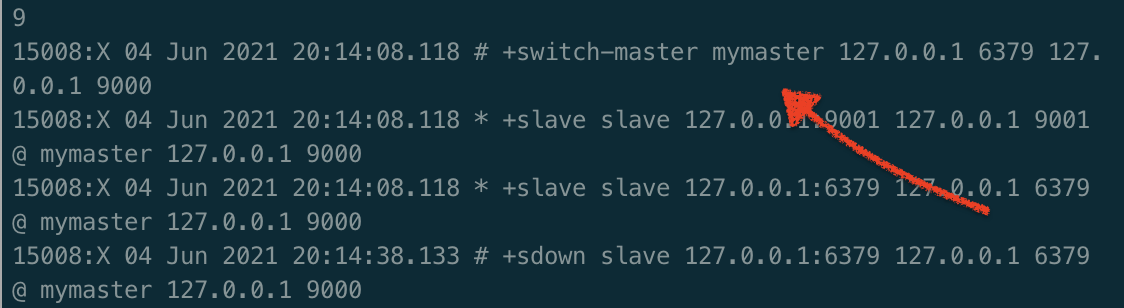 9
15008:X 04 Jun 2021 20:14:08.118 # +switch-master mymaster 127.0.0.1 6379 127.
0.0.1 9000
15008:X 04 Jun 2021 20:14:08.118 * +slave slave 127.0.0.1:9001 127.0.0.1 9001
@ mymaster 127.0.0.1 9000
15008:X 04 Jun 2021 20:14:08.118 * +slave slave 127.0.0.1:6379 127.0.0.1 6379
@ mymaster 127.0.0.1 9000
15008:X 04 Jun 2021 20:14:38.133 # +sdown slave 127.0.0.1:6379 127.0.0.1 6379
@ mymaster 127.0.0.1 9000